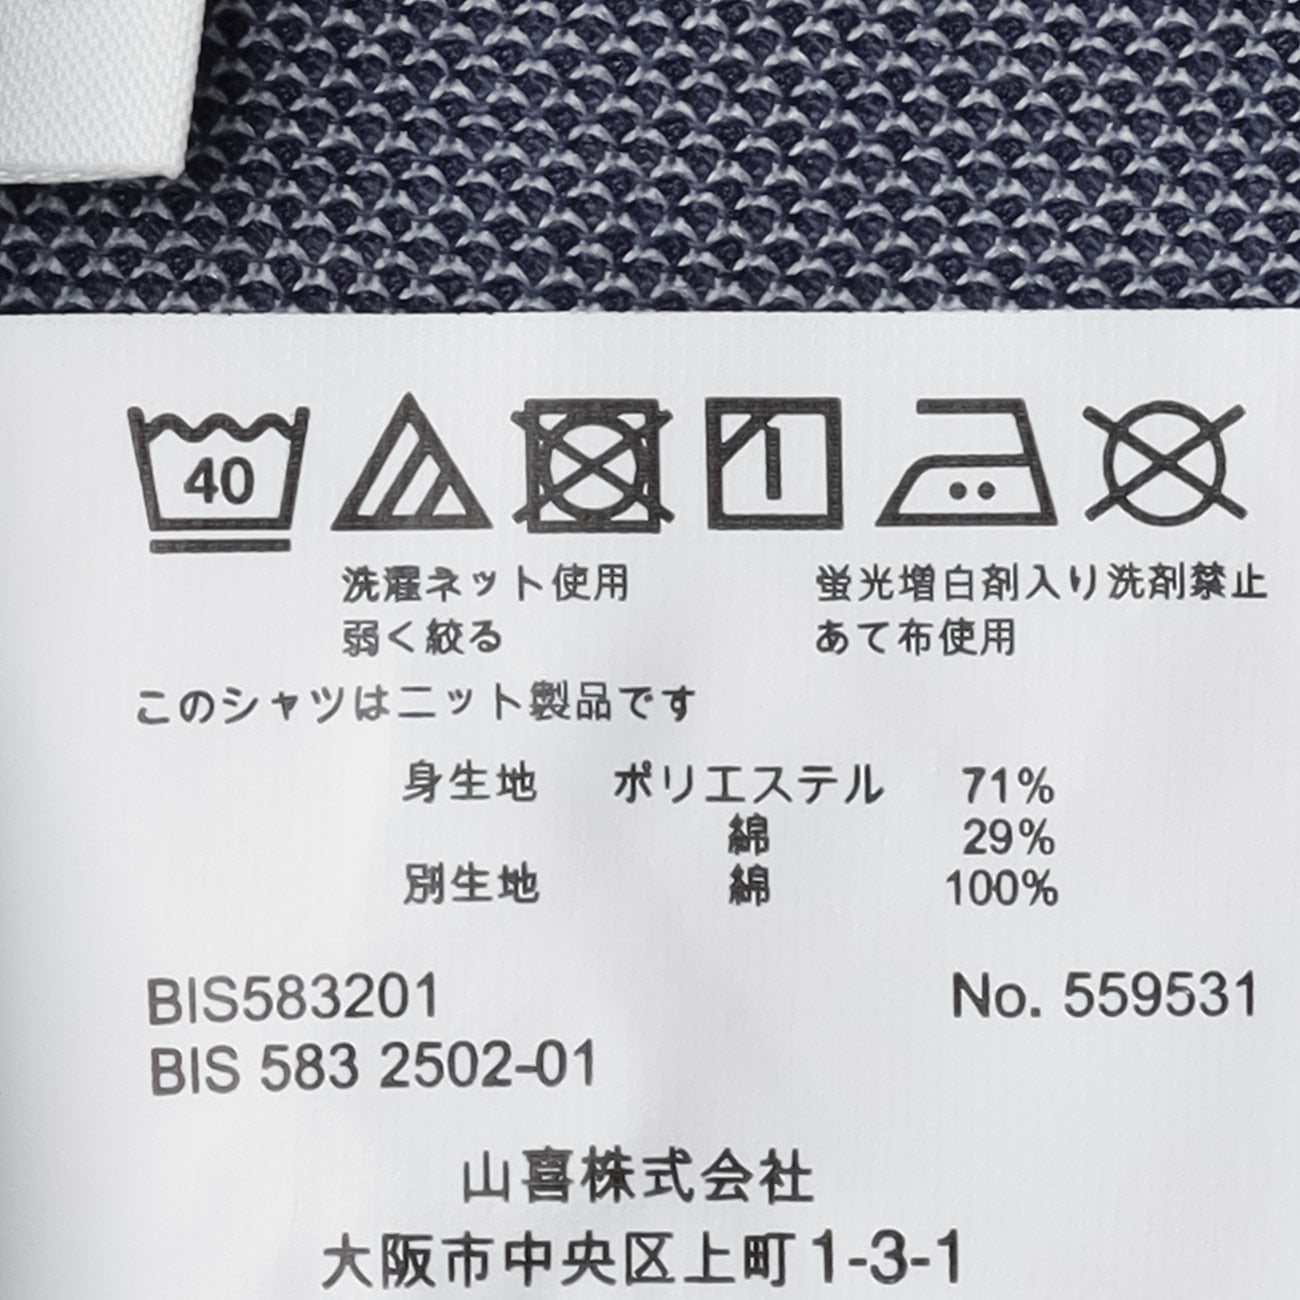 40
洗濯ネット使用 蛍光増白剤入り洗剤禁止
弱く絞る あて布使用
このシャツはニット製品です
身生地 ポリエステル 71%
綿 29%
別生地 綿 100%
BIS583201 No. 559531
BIS 583 2502-01
山喜株式会社
大阪市中央区上町1-3-1